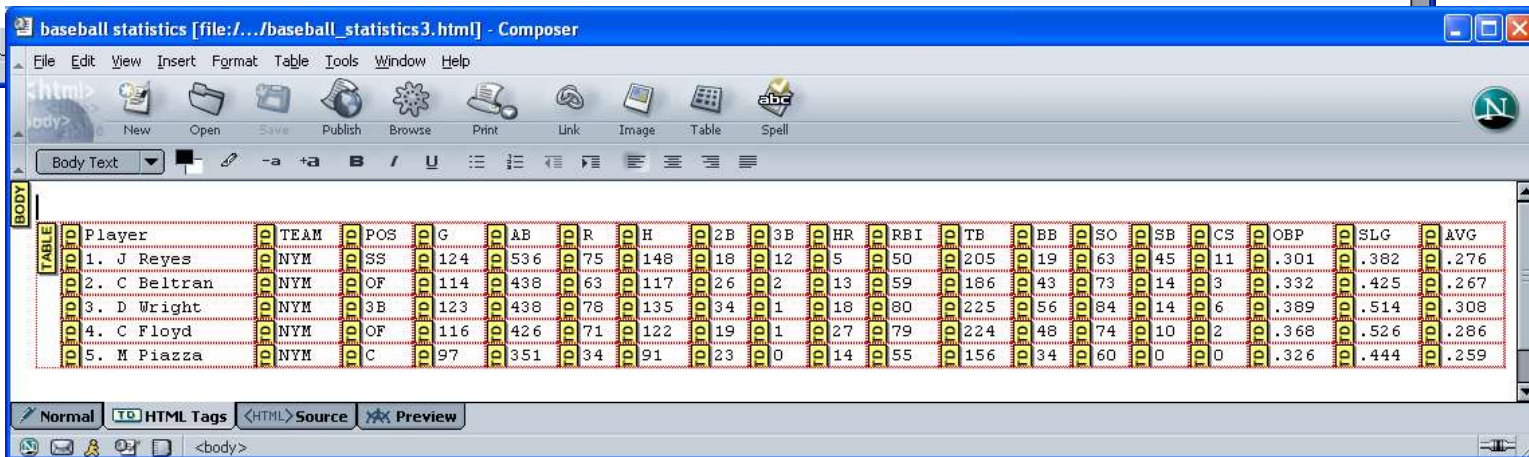 baseball statistics [file:/.../baseball_statistics3.html] - Composer
File Edit View Insert Format Table Tools Window Help
New Open Save Publish Browse Print Link Image Table Spell
Body Text -a +a B I U
BODY
TABLE
Player TEAM POS G AB R H 2B 3B HR RBI TB BB SO SB CS OBP SLG AVG
1. J Reyes NYM SS 124 536 75 148 18 12 5 50 205 19 63 45 11 .301 .382 .276
2. C Beltran NYM OF 114 438 63 117 26 2 13 59 186 43 73 14 3 .332 .425 .267
3. D Wright NYM 3B 123 438 78 135 34 1 18 80 225 56 84 14 6 .389 .514 .308
4. C Floyd NYM OF 116 426 71 122 19 1 27 79 224 48 74 10 2 .368 .526 .286
5. M Piazza NYM C 97 351 34 91 23 0 14 55 156 34 60 0 0 .326 .444 .259
Normal TD HTML Tags <HTML> Source Preview
<body>